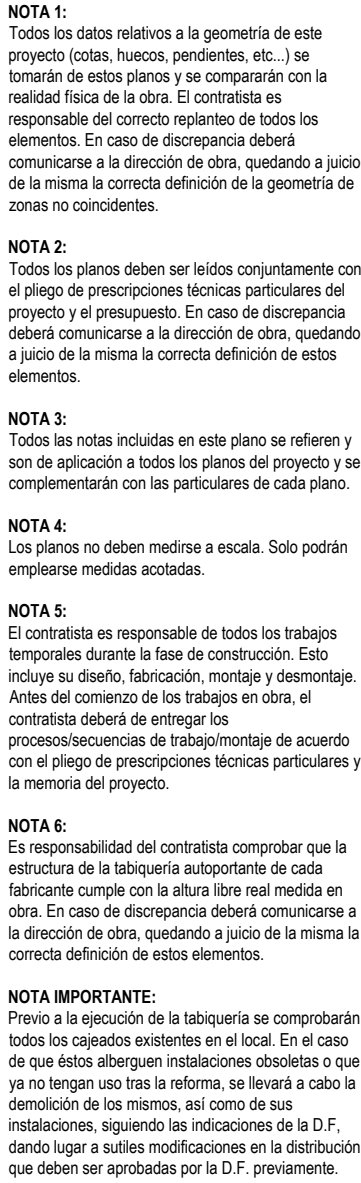 NOTA 1:
Todos los datos relativos a la geometría de este
proyecto (cotas, huecos, pendientes, etc...) se
tomarán de estos planos y se compararán con la
realidad física de la obra. El contratista es
responsable del correcto replanteo de todos los
elementos. En caso de discrepancia deberá
comunicarse a la dirección de obra, quedando a juicio
de la misma la correcta definición de la geometría de
zonas no coincidentes.
NOTA 2:
Todos los planos deben ser leídos conjuntamente con
el pliego de prescripciones técnicas particulares del
proyecto y el presupuesto. En caso de discrepancia
deberá comunicarse a la dirección de obra, quedando
a juicio de la misma la correcta definición de estos
elementos.
NOTA 3:
Todos las notas incluidas en este plano se refieren y
son de aplicación a todos los planos del proyecto y se
complementarán con las particulares de cada plano.
NOTA 4:
Los planos no deben medirse a escala. Solo podrán
emplearse medidas acotadas.
NOTA 5:
El contratista es responsable de todos los trabajos
temporales durante la fase de construcción. Esto
incluye su diseño, fabricación, montaje y desmontaje.
Antes del comienzo de los trabajos en obra, el
contratista deberá de entregar los
procesos/secuencias de trabajo/montaje de acuerdo
con el pliego de prescripciones técnicas particulares y
la memoria del proyecto.
NOTA 6:
Es responsabilidad del contratista comprobar que la
estructura de la tabiquería autoportante de cada
fabricante cumple con la altura libre real medida en
obra. En caso de discrepancia deberá comunicarse a
la dirección de obra, quedando a juicio de la misma la
correcta definición de estos elementos.
NOTA IMPORTANTE:
Previo a la ejecución de la tabiquería se comprobarán
todos los cajeados existentes en el local. En el caso
de que éstos alberguen instalaciones obsoletas o que
ya no tengan uso tras la reforma, se llevará a cabo la
demolición de los mismos, así como de sus
instalaciones, siguiendo las indicaciones de la D.F,
dando lugar a sutiles modificaciones en la distribución
que deben ser aprobadas por la D.F. previamente.